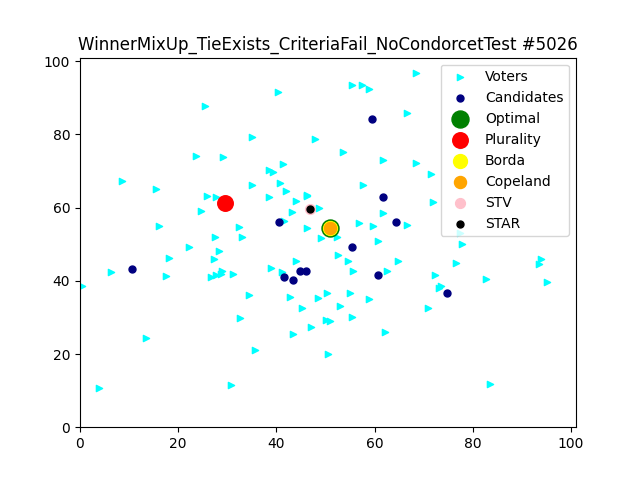 WinnerMixUp_TieExists_CriteriaFail_NoCondorcetTest #5026
100
80
60
40
20
0
0 20 40 60 80 100
Voters
Candidates
Optimal
Plurality
Borda
Copeland
STV
STAR